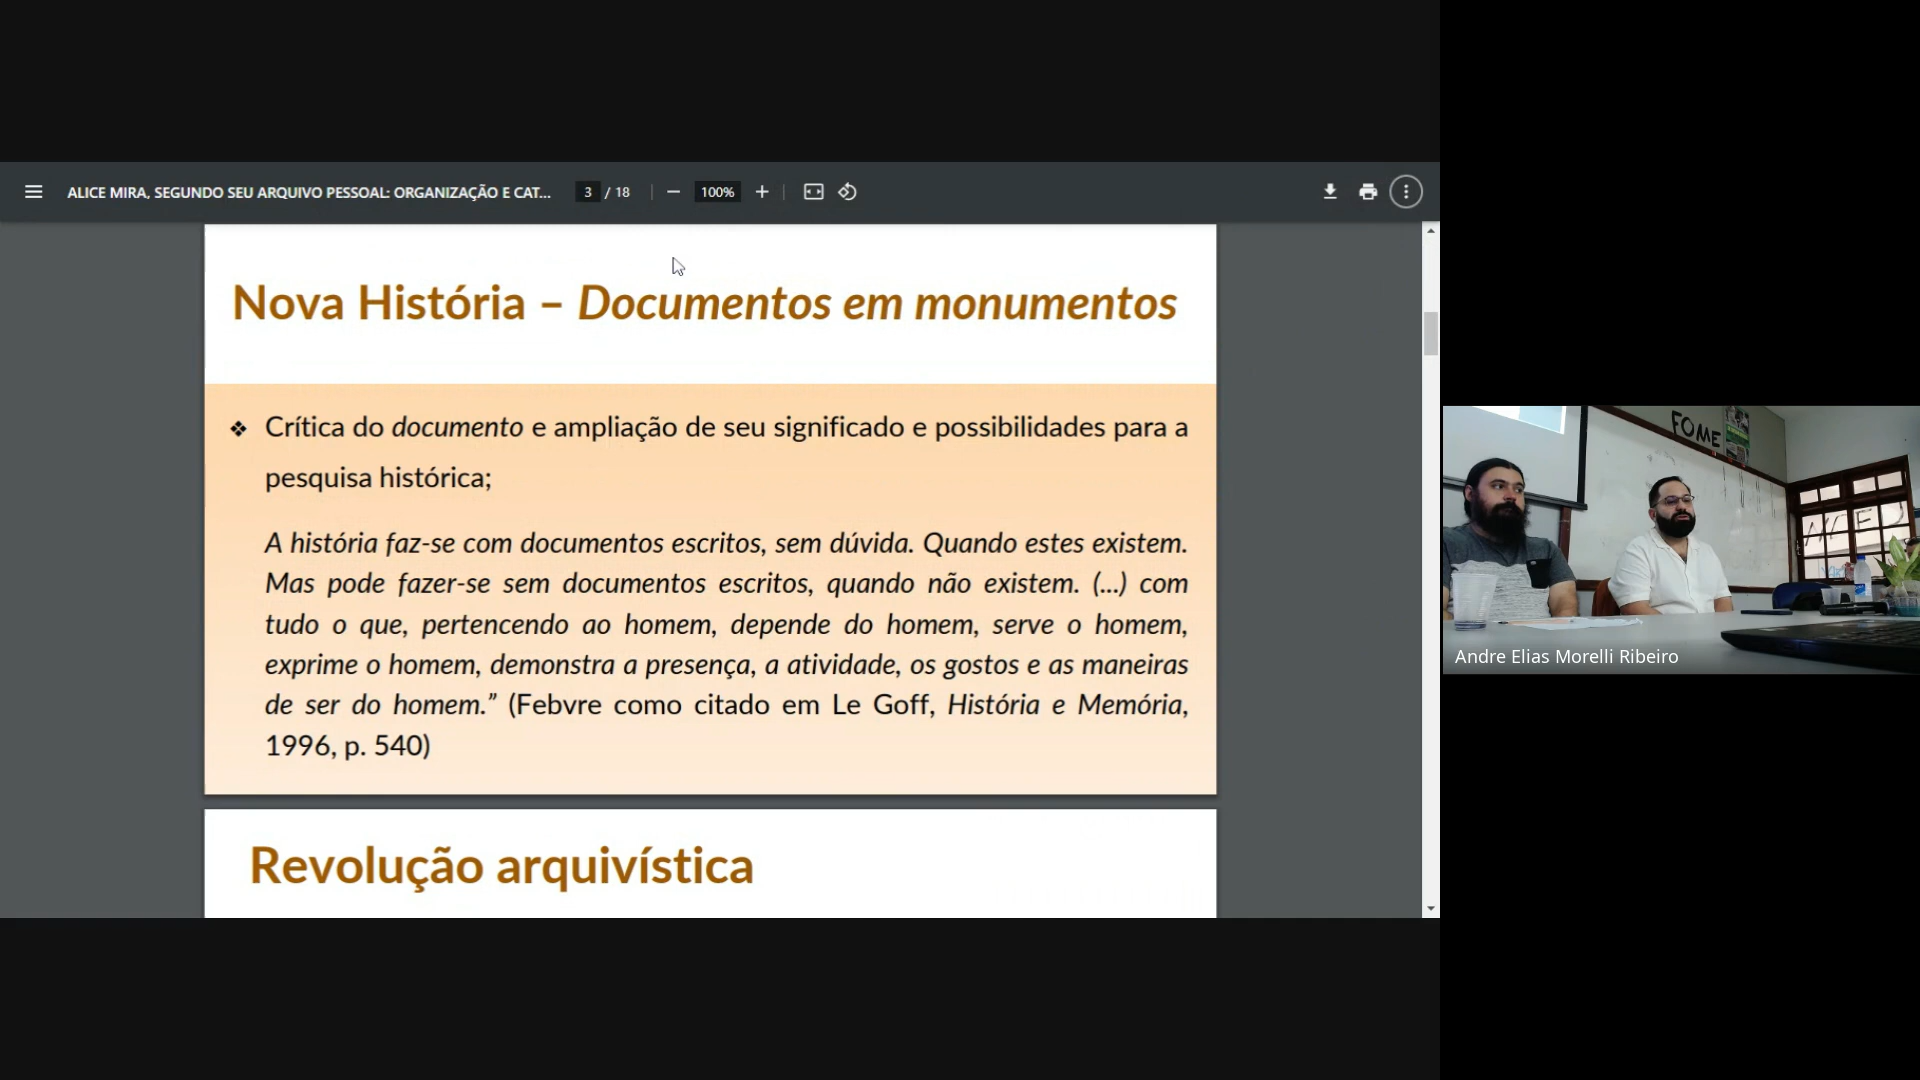 ALICE MIRA, SEGUNDO SEU ARQUIVO PESSOAL: ORGANIZAÇÃO E CAT...
3 / 18
100%
Nova História – Documentos em monumentos
❖ Crítica do documento e ampliação de seu significado e possibilidades para a
pesquisa histórica;
A história faz-se com documentos escritos, sem dúvida. Quando estes existem.
Mas pode fazer-se sem documentos escritos, quando não existem. (...) com
tudo o que, pertencendo ao homem, depende do homem, serve o homem,
exprime o homem, demonstra a presença, a atividade, os gostos e as maneiras
de ser do homem.” (Febvre como citado em Le Goff, História e Memória,
1996, p. 540)
Revolução arquivística
FOME
Andre Elias Morelli Ribeiro